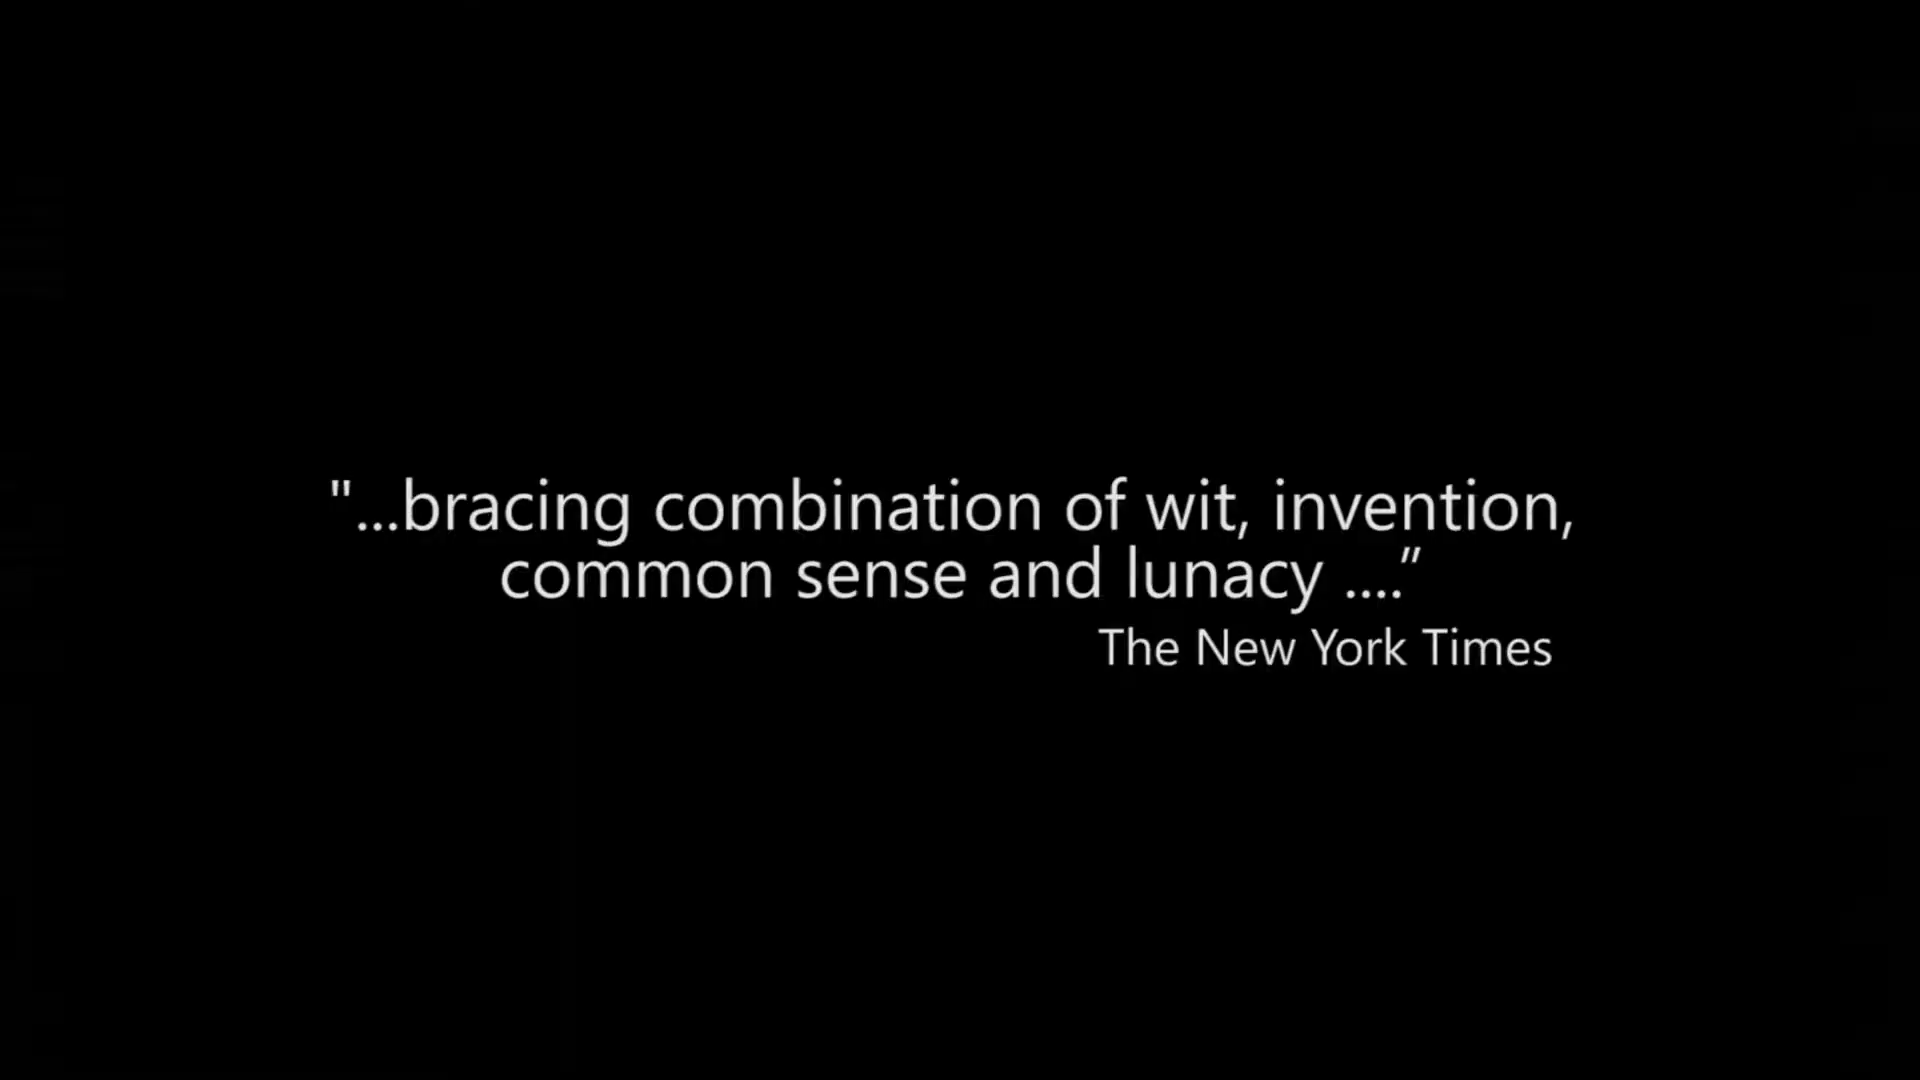 "...bracing combination of wit, invention,
common sense and lunacy ....”
The New York Times